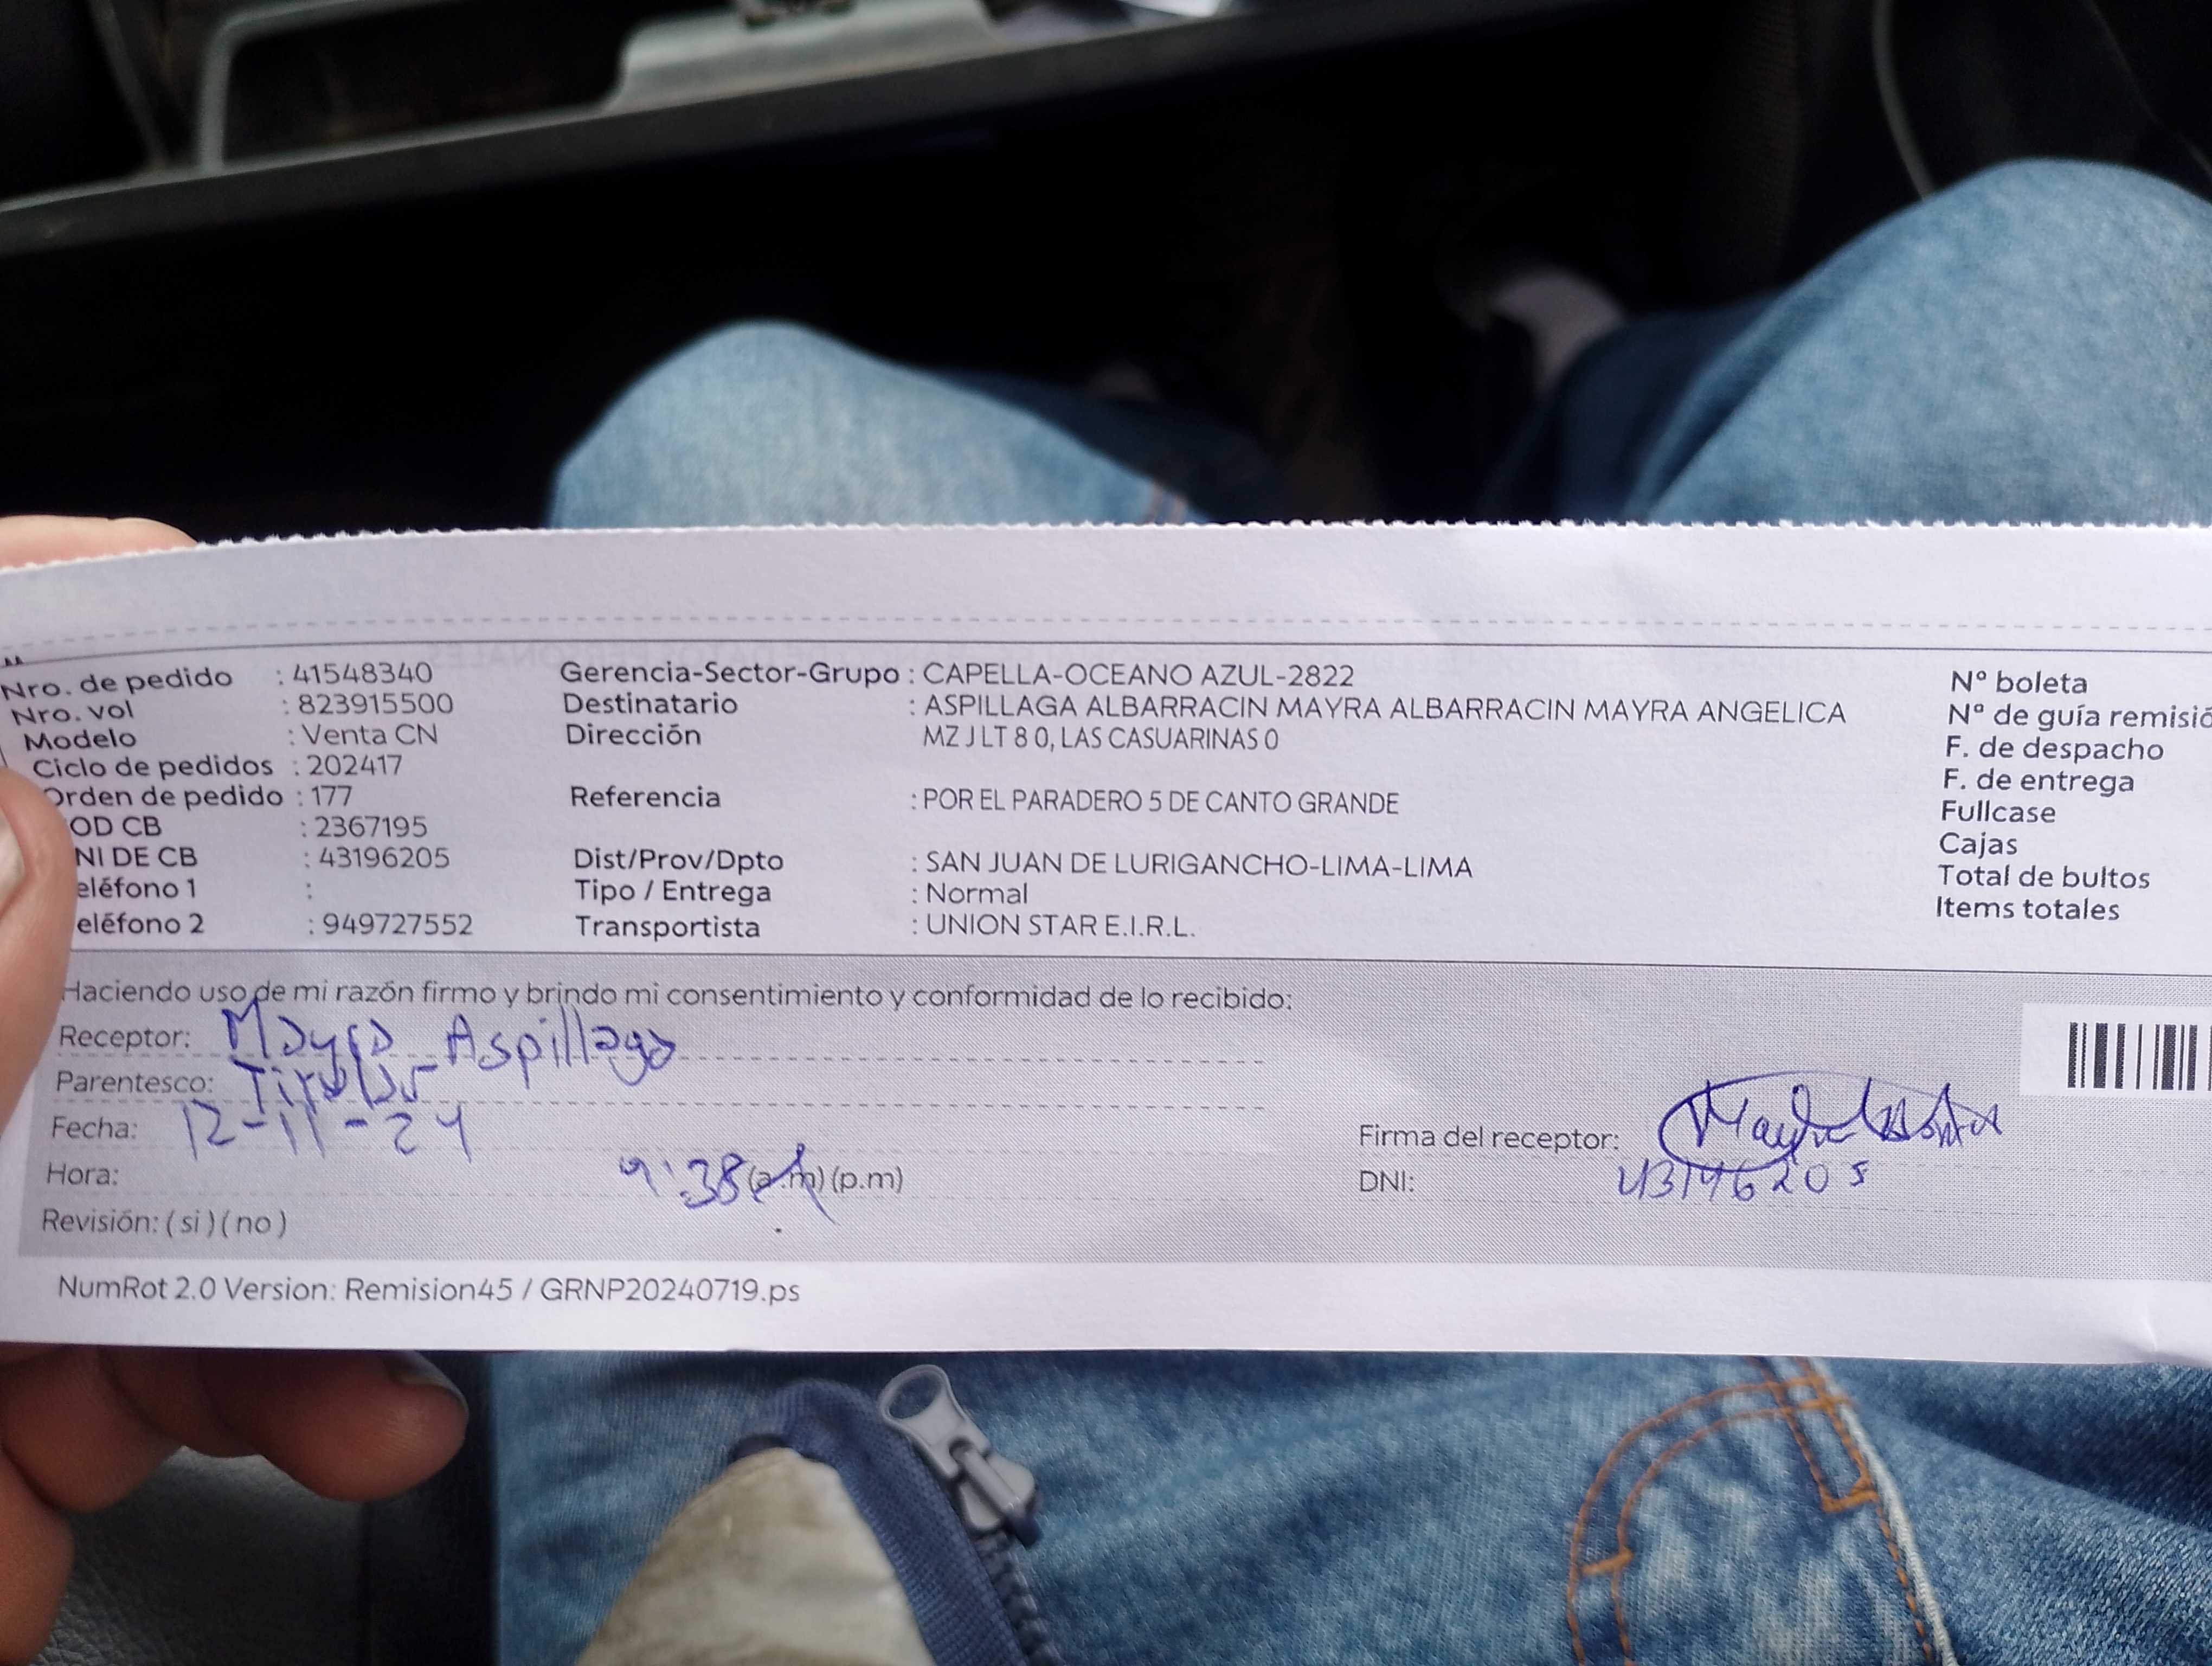 Nro. de pedido : 41548340 Gerencia-Sector-Grupo : CAPELLA-OCEANO AZUL-2822 Nº boleta
Nro. vol : 823915500 Destinatario : ASPILLAGA ALBARRACIN MAYRA ALBARRACIN MAYRA ANGELICA Nº de guía remisió
Modelo : Venta CN Dirección MZ J LT 8 0, LAS CASUARINAS 0 F. de despacho
Ciclo de pedidos : 202417 F. de entrega
Orden de pedido : 177 Referencia : POR EL PARADERO 5 DE CANTO GRANDE Fullcase
OD CB : 2367195 Cajas
NI DE CB : 43196205 Dist/Prov/Dpto : SAN JUAN DE LURIGANCHO-LIMA-LIMA Total de bultos
eléfono 1 : Tipo / Entrega : Normal Items totales
eléfono 2 : 949727552 Transportista : UNION STAR E.I.R.L.
Haciendo uso de mi razón firmo y brindo mi consentimiento y conformidad de lo recibido:
Receptor: Mayra Aspillaga
Parentesco: Titular
Fecha: 12-11-24 Firma del receptor:
Hora: 9:38 (a.m) (p.m) DNI: 43196205
Revisión: ( si ) ( no )
NumRot 2.0 Version: Remision45 / GRNP20240719.ps